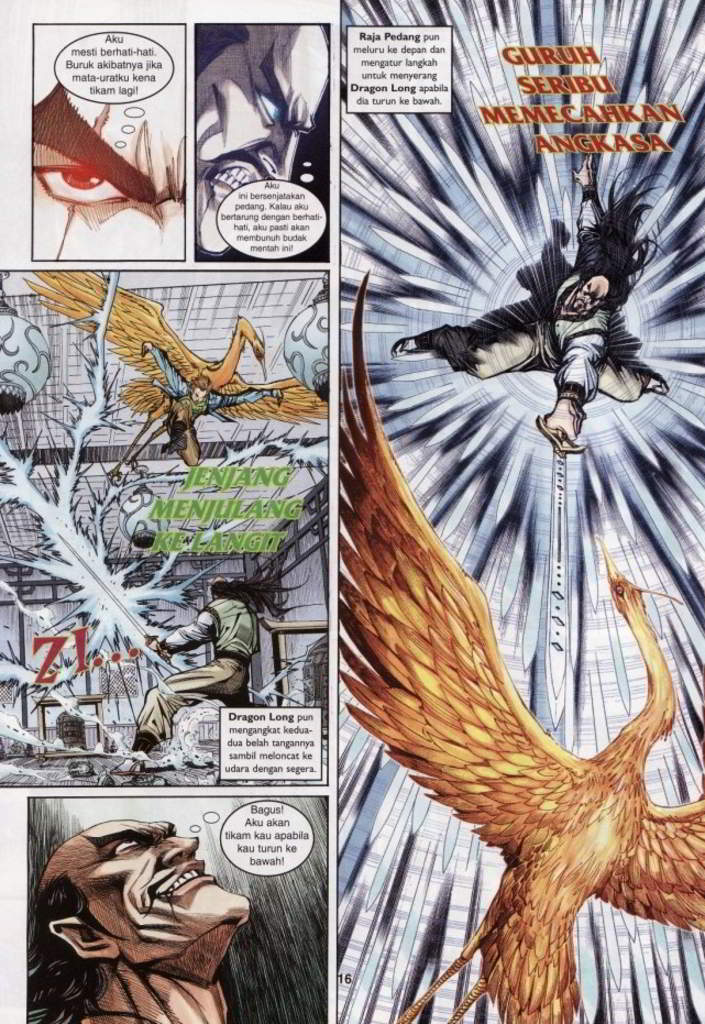 Aku
mesti berhati-hati.
Buruk akibatnya jika
mata-uratku kena
tikam lagi!
Aku
ini bersenjatakan
pedang. Kalau aku
bertarung dengan berhati-
hati, aku pasti akan
membunuh budak
mentah ini!
JENJANG
MENJULANG
KE LANGIT
ZI...
Dragon Long pun
mengangkat kedua-
dua belah tangannya
sambil meloncat ke
udara dengan segera.
Bagus!
Aku akan
tikam kau apabila
kau turun ke
bawah!
Raja Pedang pun
meluru ke depan dan
mengatur langkah
untuk menyerang
Dragon Long apabila
dia turun ke bawah.
GURUH
SERIBU
MEMECAHKAN
ANGKASA
16